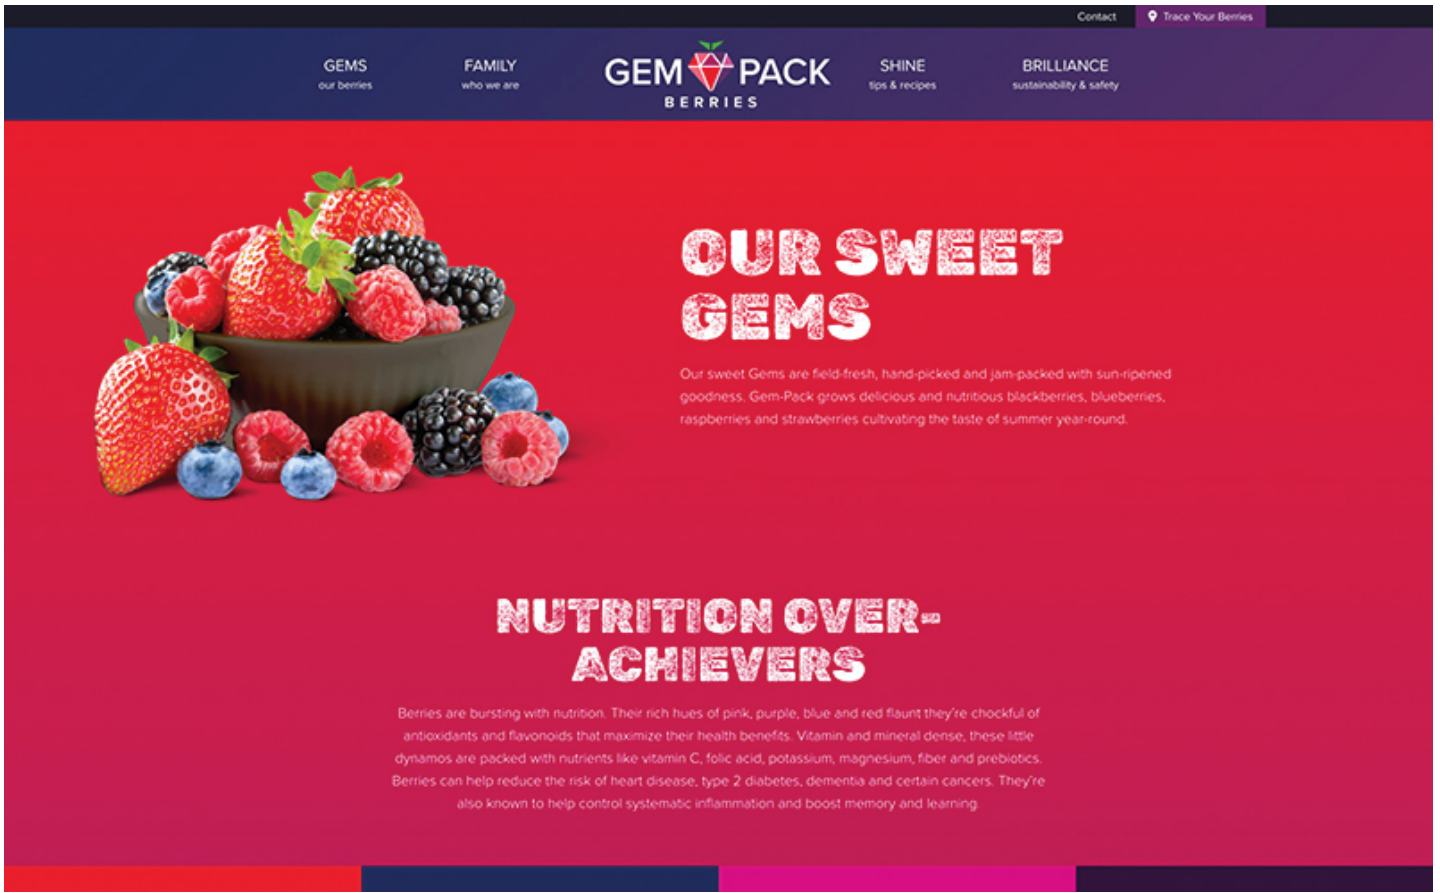 Contact
Trace Your Berries
GEMS
our berries
FAMILY
who we are
GEM PACK
BERRIES
SHINE
tips & recipes
BRILLIANCE
sustainability & safety
OUR SWEET
GEMS
Our sweet Gems are field-fresh, hand-picked and jam-packed with sun-ripened
goodness. Gem-Pack grows delicious and nutritious blackberries, blueberries,
raspberries and strawberries cultivating the taste of summer year-round.
NUTRITION OVER-
ACHIEVERS
Berries are bursting with nutrition. Their rich hues of pink, purple, blue and red flaunt they're chockful of
antioxidants and flavonoids that maximize their health benefits. Vitamin and mineral dense, these little
dynamos are packed with nutrients like vitamin C, folic acid, potassium, magnesium, fiber and prebiotics.
Berries can help reduce the risk of heart disease, type 2 diabetes, dementia and certain cancers. They're
also known to help control systematic inflammation and boost memory and learning.